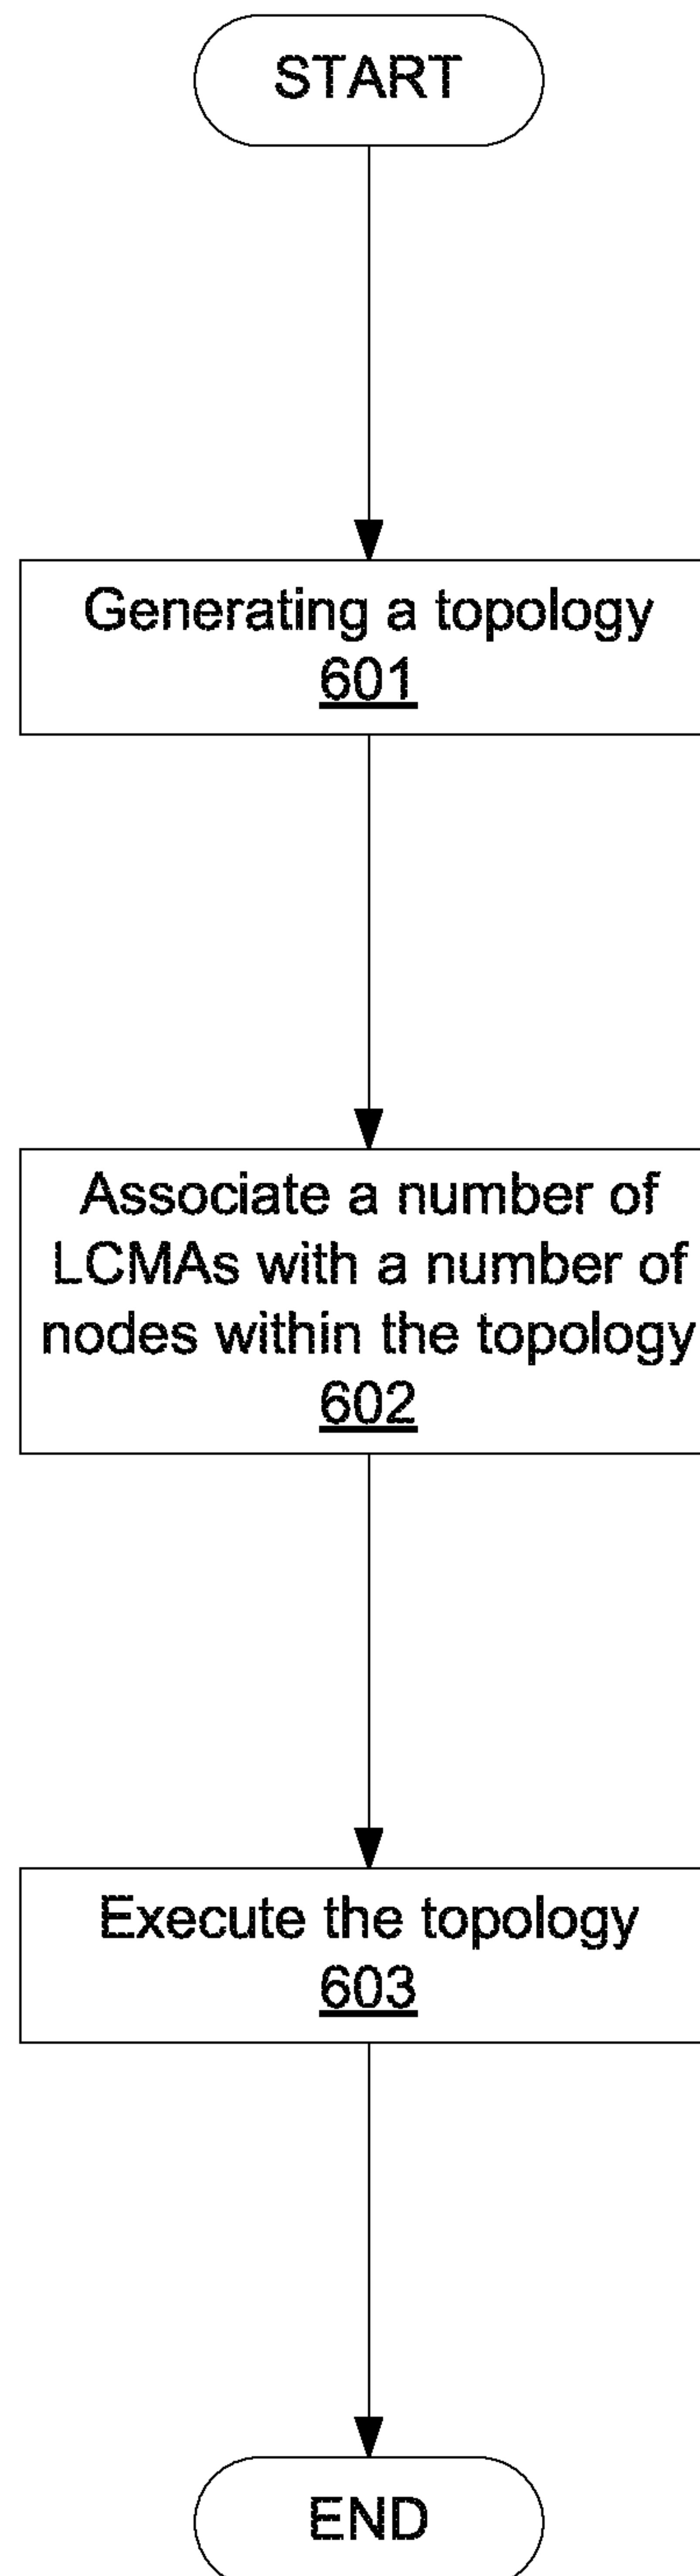 START
Generating a topology
601
Associate a number of
LCMAs with a number of
nodes within the topology
602
Execute the topology
603
END